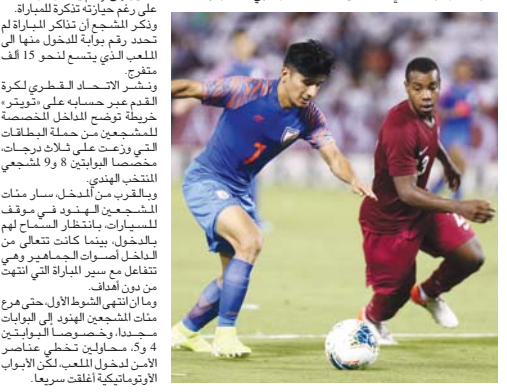 على رغم حيازته تذكرة للمباراة.
وذكر المشجع أن تذاكر المباراة لم
تحدد رقم بوابة للدخول منها الى
الملعب الذي يتسع لنحو 15 ألف
متفرج.
ونشر الاتحاد القطري لكرة
القدم عبر حسابه على «تويتر»
خريطة توضح المداخل المخصصة
للمشجعين من حملة البطاقات
التي وزعت على ثلاث درجات،
مخصصا البوابتين 8 و9 لمشجعي
المنتخب الهندي.
وبالقرب من المدخل، سار مئات
المشجعين الهنود في موقف
للسيارات، بانتظار السماح لهم
بالدخول، بينما كانت تتعالى من
الداخل أصوات الجماهير وهي
تتفاعل مع سير المباراة التي انتهت
من دون أهداف.
وما ان انتهى الشوط الأول، حتى هرع
مئات المشجعين الهنود إلى البوابات
مجددا، وخصوصا البوابتين
4 و5، محاولين تخطي عناصر
الأمن لدخول الملعب، لكن الأبواب
الأوتوماتيكية أغلقت سريعا.
7